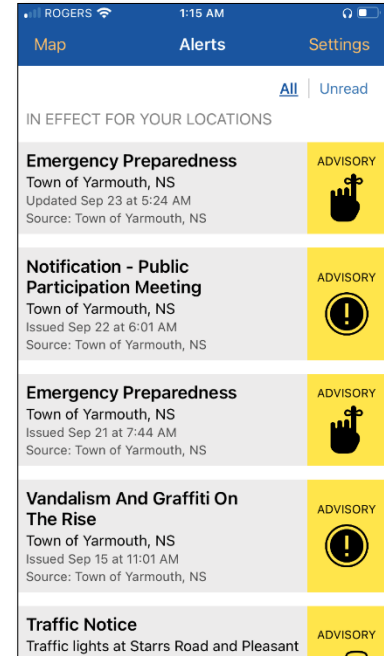 ROGERS 1:15 AM
Map Alerts Settings
All Unread
IN EFFECT FOR YOUR LOCATIONS
Emergency Preparedness
Town of Yarmouth, NS
Updated Sep 23 at 5:24 AM
Source: Town of Yarmouth, NS
ADVISORY
Notification - Public
Participation Meeting
Town of Yarmouth, NS
Issued Sep 22 at 6:01 AM
Source: Town of Yarmouth, NS
ADVISORY
Emergency Preparedness
Town of Yarmouth, NS
Issued Sep 21 at 7:44 AM
Source: Town of Yarmouth, NS
ADVISORY
Vandalism And Graffiti On
The Rise
Town of Yarmouth, NS
Issued Sep 15 at 11:01 AM
Source: Town of Yarmouth, NS
ADVISORY
Traffic Notice
Traffic lights at Starrs Road and Pleasant
ADVISORY